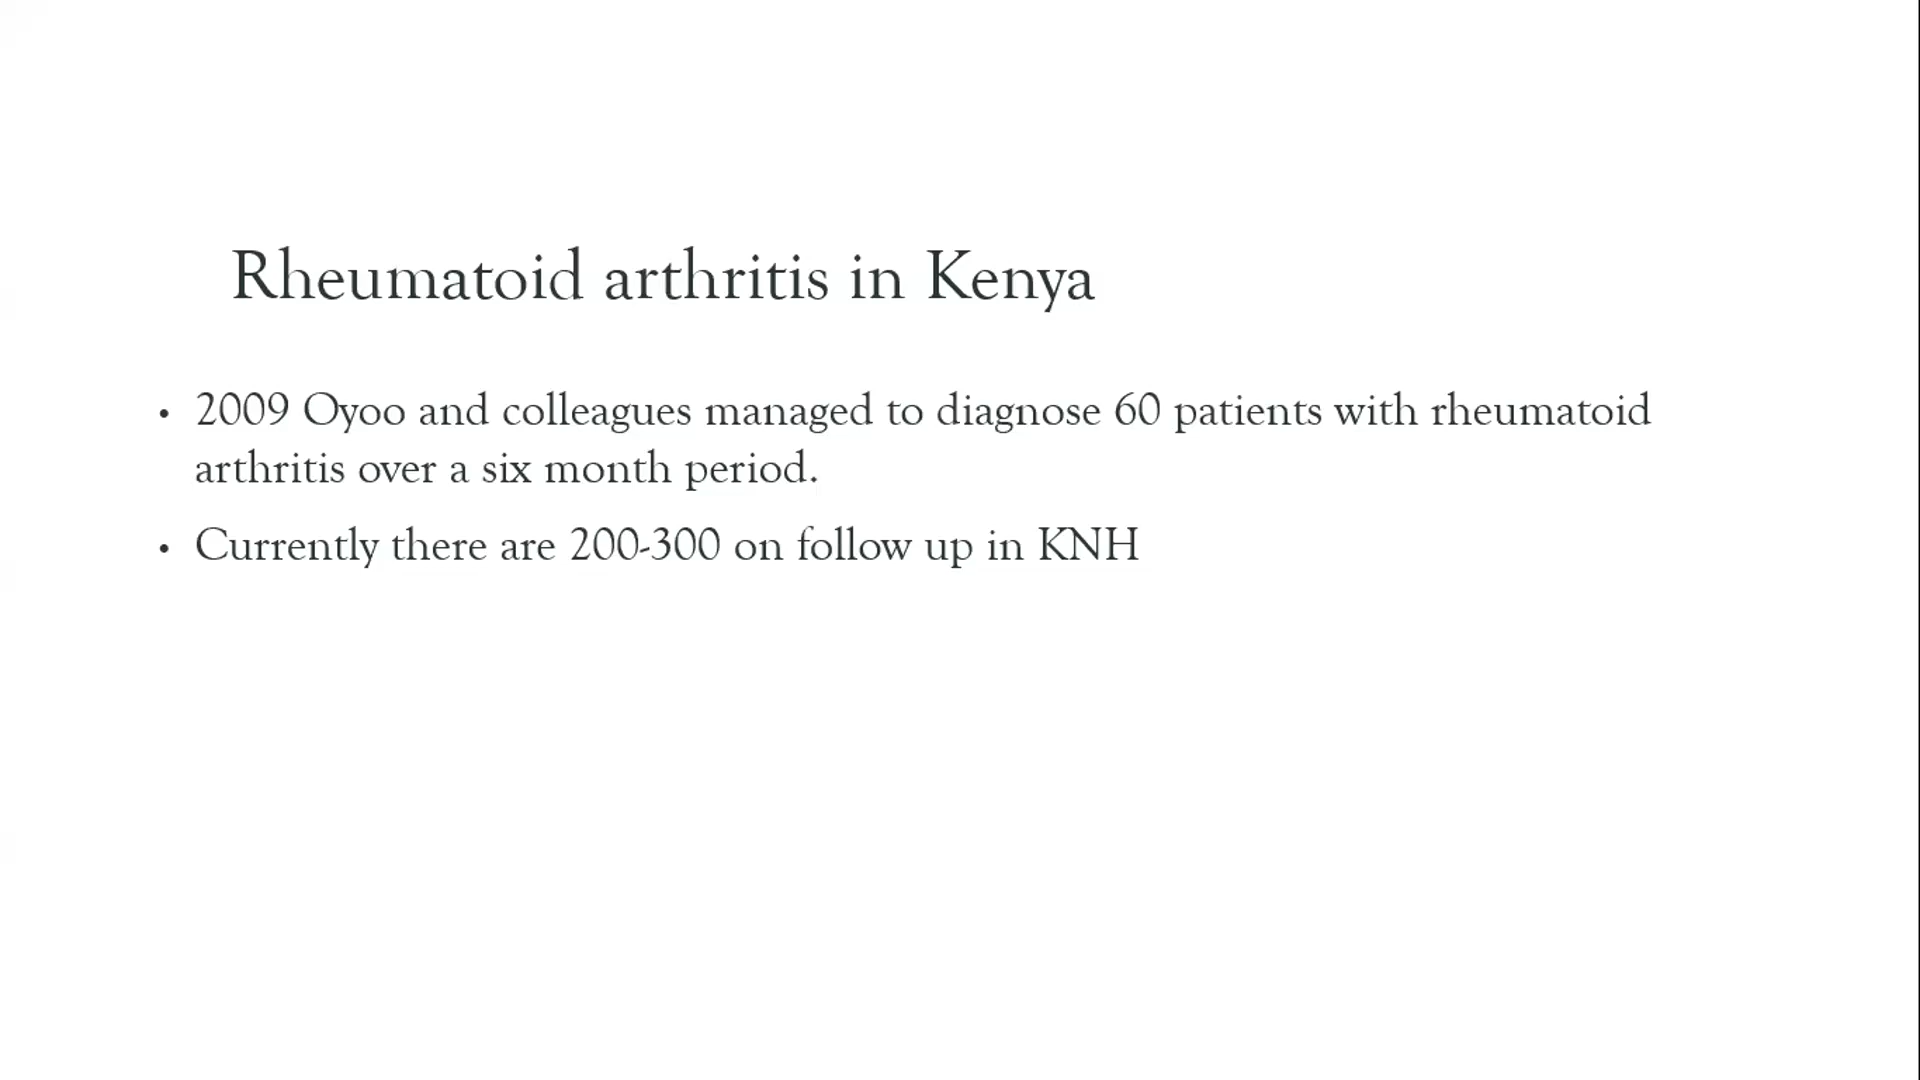 Rheumatoid arthritis in Kenya
• 2009 Oyoo and colleagues managed to diagnose 60 patients with rheumatoid
arthritis over a six month period.
• Currently there are 200-300 on follow up in KNH